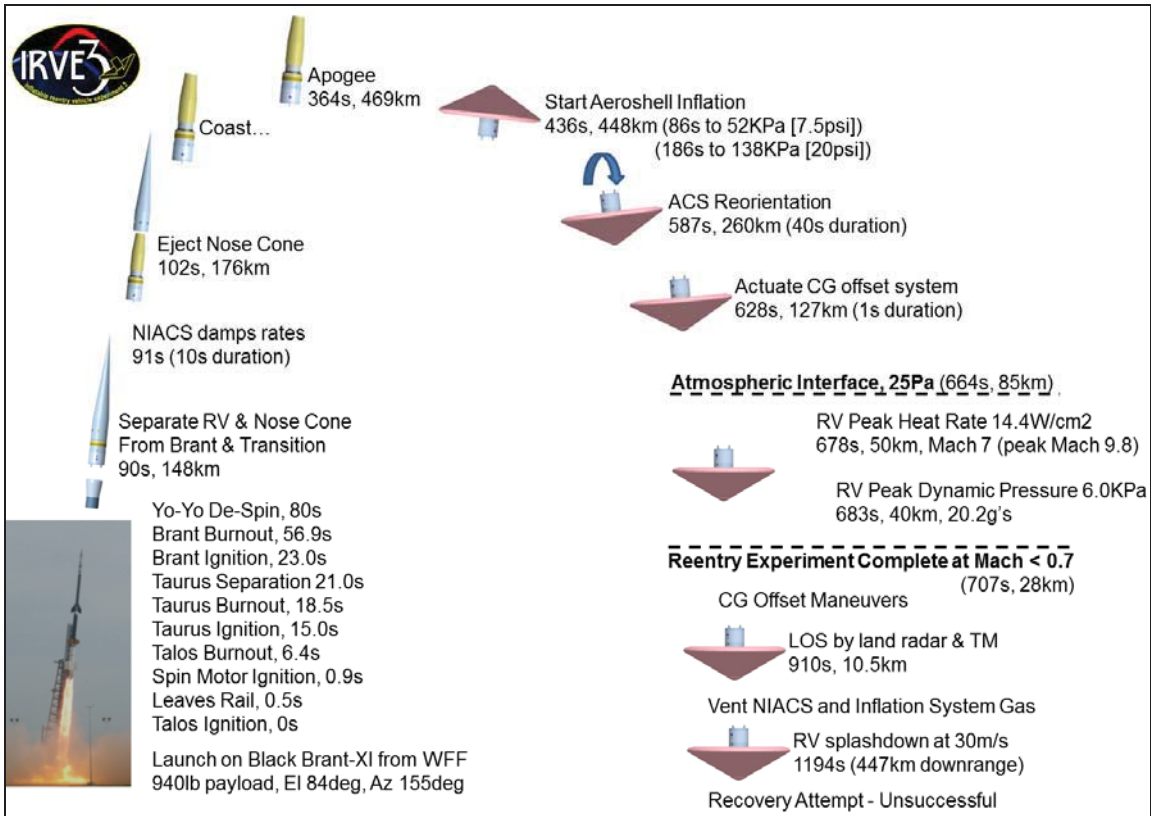 IRVE 3
Inflatable reentry vehicle experiment 3
Apogee
364s, 469km
Coast…
Eject Nose Cone
102s, 176km
NIACS damps rates
91s (10s duration)
Separate RV & Nose Cone
From Brant & Transition
90s, 148km
Yo-Yo De-Spin, 80s
Brant Burnout, 56.9s
Brant Ignition, 23.0s
Taurus Separation 21.0s
Taurus Burnout, 18.5s
Taurus Ignition, 15.0s
Talos Burnout, 6.4s
Spin Motor Ignition, 0.9s
Leaves Rail, 0.5s
Talos Ignition, 0s
Launch on Black Brant-XI from WFF
940lb payload, El 84deg, Az 155deg
Start Aeroshell Inflation
436s, 448km (86s to 52KPa [7.5psi])
(186s to 138KPa [20psi])
ACS Reorientation
587s, 260km (40s duration)
Actuate CG offset system
628s, 127km (1s duration)
Atmospheric Interface, 25Pa (664s, 85km)
RV Peak Heat Rate 14.4W/cm2
678s, 50km, Mach 7 (peak Mach 9.8)
RV Peak Dynamic Pressure 6.0KPa
683s, 40km, 20.2g's
Reentry Experiment Complete at Mach < 0.7
(707s, 28km)
CG Offset Maneuvers
LOS by land radar & TM
910s, 10.5km
Vent NIACS and Inflation System Gas
RV splashdown at 30m/s
1194s (447km downrange)
Recovery Attempt - Unsuccessful